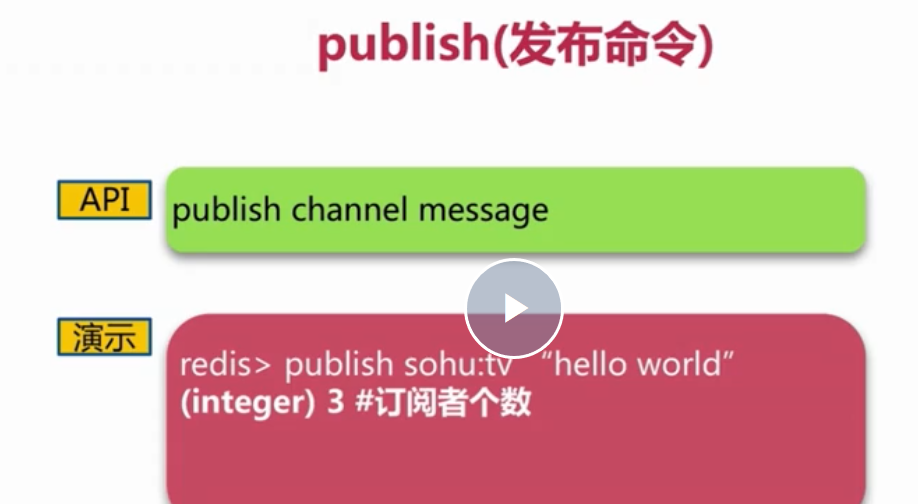 publish(发布命令)
API
publish channel message
演示
redis> publish sohu:tv “hello world”
(integer) 3 #订阅者个数